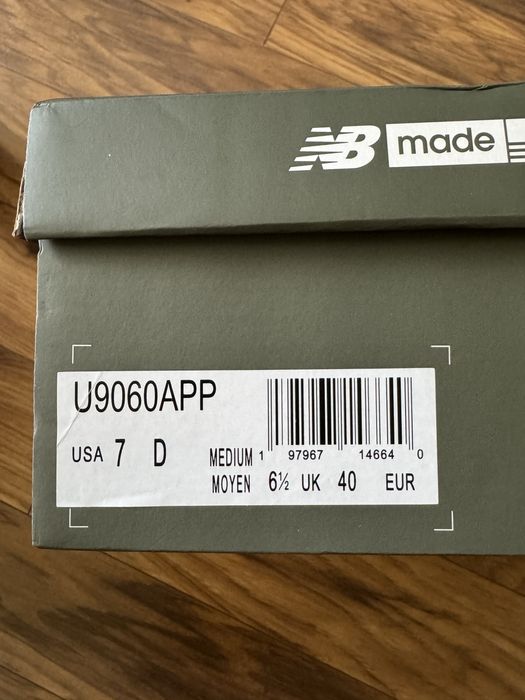 NB made
U9060APP
USA 7 D MEDIUM
MOYEN 6½ UK 40 EUR
1 97967 14664 0